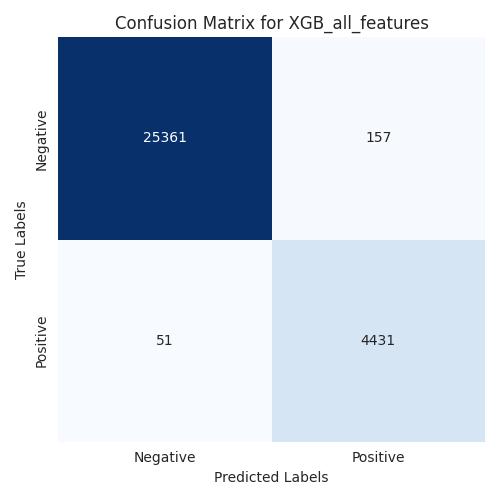 Confusion Matrix for XGB_all_features
True Labels
Negative
25361
157
Positive
51
4431
Negative
Positive
Predicted Labels